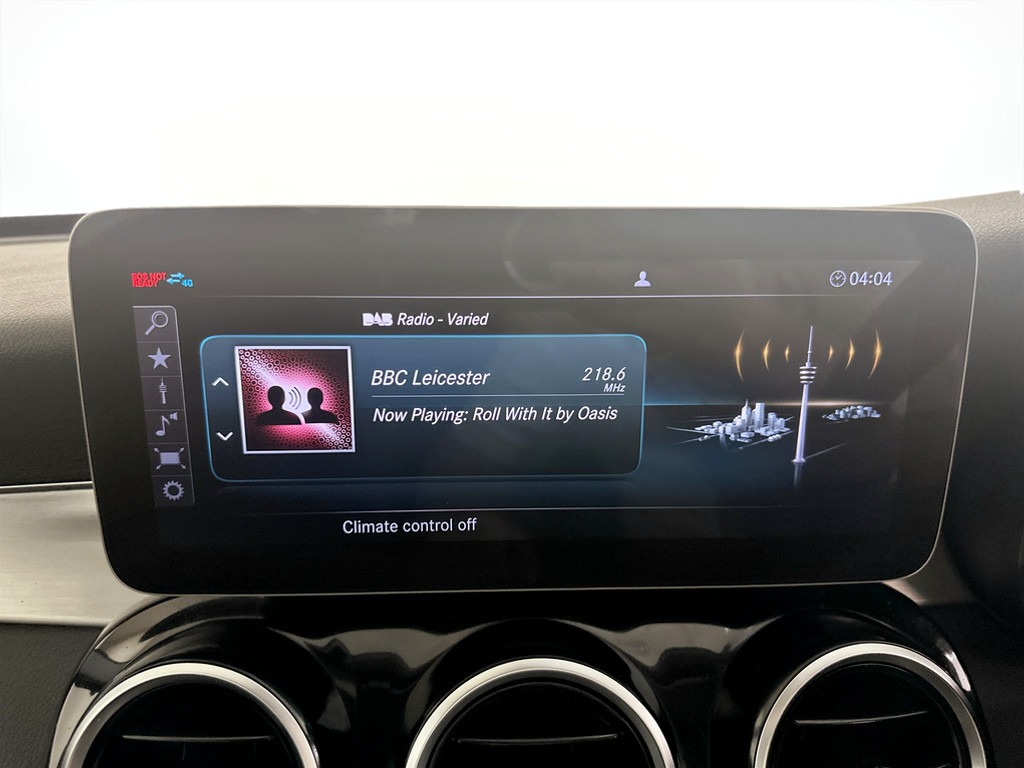 SOS NOT
READY
4G
04:04
DAB Radio - Varied
BBC Leicester
218.6
MHz
Now Playing: Roll With It by Oasis
Climate control off